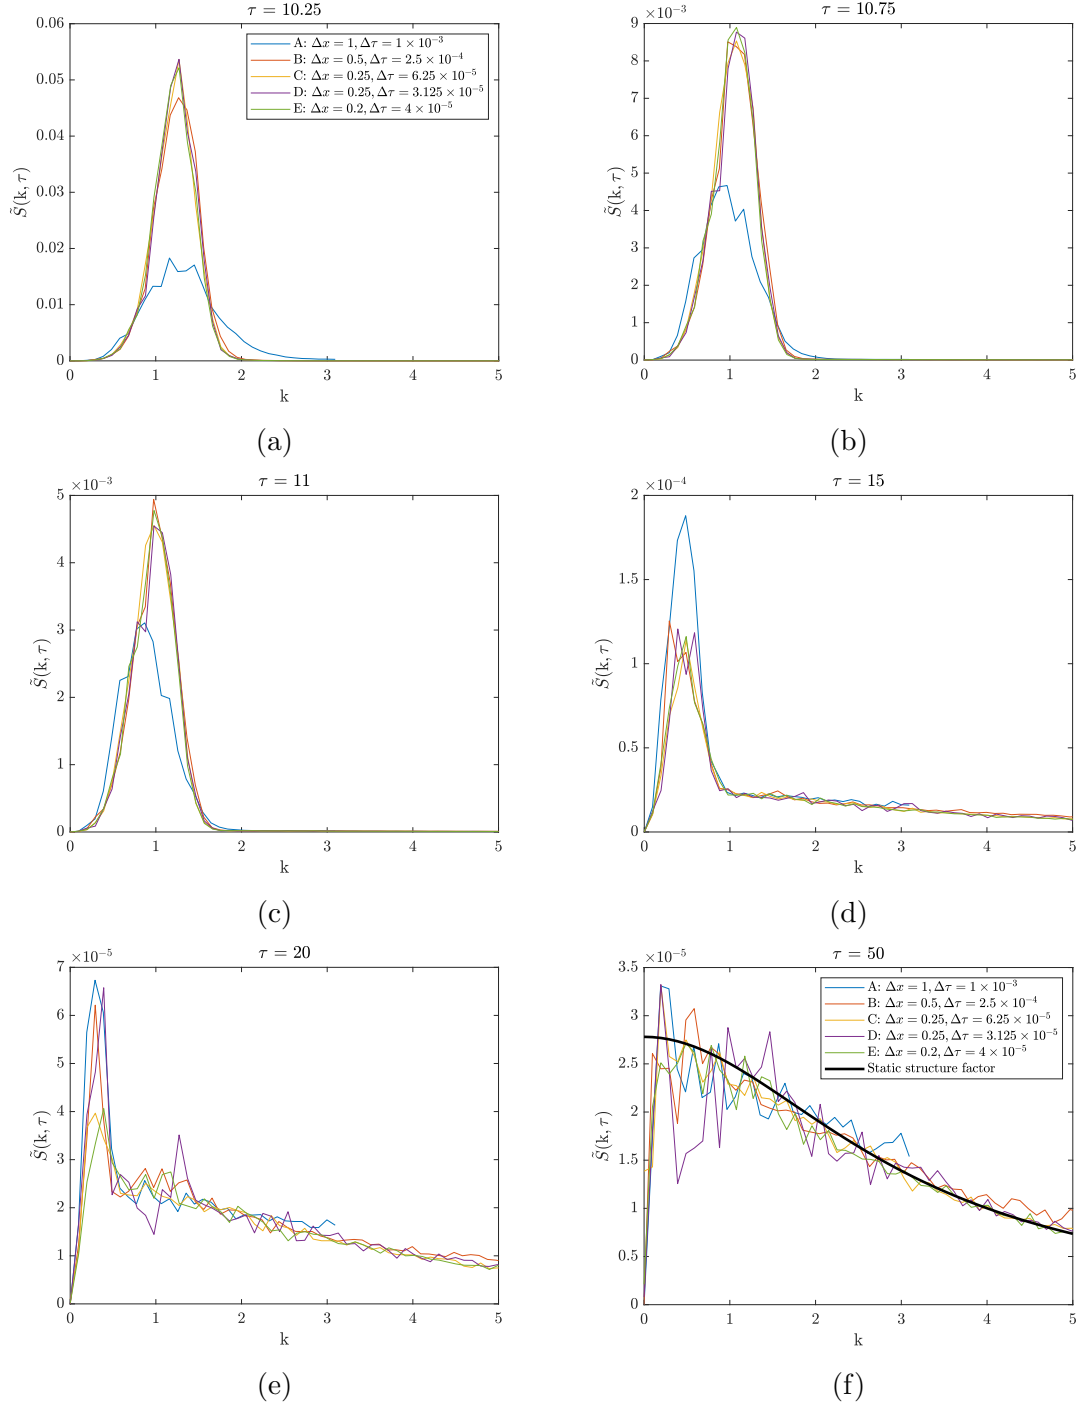 τ = 10.25
0.06
0.05
0.04
0.03
0.02
0.01
0
0 1 2 3 4 5
S̃(k, τ)
k
A: Δx = 1, Δτ = 1 × 10⁻³
B: Δx = 0.5, Δτ = 2.5 × 10⁻⁴
C: Δx = 0.25, Δτ = 6.25 × 10⁻⁵
D: Δx = 0.25, Δτ = 3.125 × 10⁻⁵
E: Δx = 0.2, Δτ = 4 × 10⁻⁵
(a)
τ = 10.75
×10⁻³
9
8
7
6
5
4
3
2
1
0
0 1 2 3 4 5
S̃(k, τ)
k
(b)
τ = 11
×10⁻³
5
4
3
2
1
0
0 1 2 3 4 5
S̃(k, τ)
k
(c)
τ = 15
×10⁻⁴
2
1.5
1
0.5
0
0 1 2 3 4 5
S̃(k, τ)
k
(d)
τ = 20
×10⁻⁵
7
6
5
4
3
2
1
0
0 1 2 3 4 5
S̃(k, τ)
k
(e)
τ = 50
×10⁻⁵
3.5
3
2.5
2
1.5
1
0.5
0
0 1 2 3 4 5
S̃(k, τ)
k
A: Δx = 1, Δτ = 1 × 10⁻³
B: Δx = 0.5, Δτ = 2.5 × 10⁻⁴
C: Δx = 0.25, Δτ = 6.25 × 10⁻⁵
D: Δx = 0.25, Δτ = 3.125 × 10⁻⁵
E: Δx = 0.2, Δτ = 4 × 10⁻⁵
Static structure factor
(f)